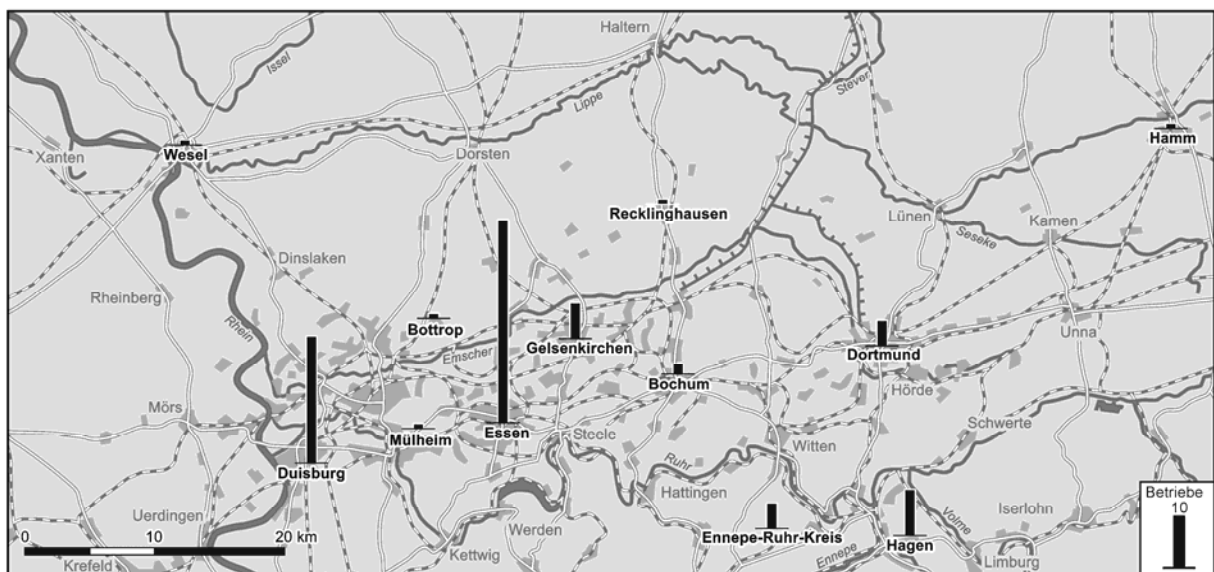 Haltern
Issel
Stever
Lippe
Hamm
Xanten
Wesel
Dorsten
Recklinghausen
Lünen
Kamen
Seseke
Dinslaken
Rheinberg
Rhein
Bottrop
Unna
Gelsenkirchen
Emscher
Dortmund
Bochum
Hörde
Mörs
Schwerte
Mülheim
Essen
Steele
Witten
Duisburg
Ruhr
Hattingen
Betriebe
10
Uerdingen
Werden
Volme
Iserlohn
Ennepe-Ruhr-Kreis
Hagen
0 10 20 km
Kettwig
Ennepe
Limburg
Krefeld